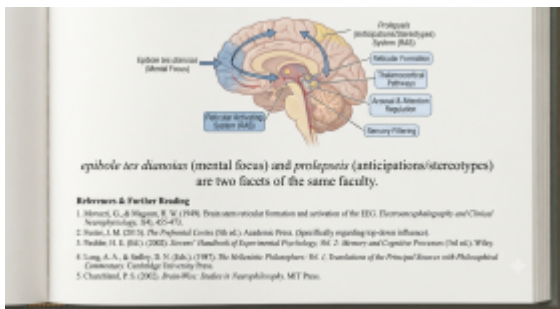 Prolepsis
(Anticipations/Stereotypes)
System (RAS)
Epibole tes dianoias
(Mental Focus)
Reticular Formation
Thalamocortical
Pathways
Arousal & Attention
Regulation
Reticular Activating
System (RAS)
Sensory Filtering
epibole tes dianoias (mental focus) and prolepseis (anticipations/stereotypes)
are two facets of the same faculty.
References & Further Reading
1. Moruzzi, G., & Magoun, H. W. (1949). Brain stem reticular formation and activation of the EEG. Electroencephalography and Clinical
Neurophysiology, 1(4), 455-473.
2. Fuster, J. M. (2015). The Prefrontal Cortex (5th ed.). Academic Press. (Specifically regarding top-down influence).
3. (Ed.). (2002). Stevens' Handbook of Experimental Psychology, Vol. 2: Memory and Cognitive Processes (3rd ed.). Wiley.
4. Long, A. A., & Sedley, D. N. (Eds.). (1987). The Hellenistic Philosophers: Vol. 1, Translations of the Principal Sources with Philosophical
Commentary. Cambridge University Press.
5. Churchland, P. S. (2002). Brain-Wise: Studies in Neurophilosophy. MIT Press.